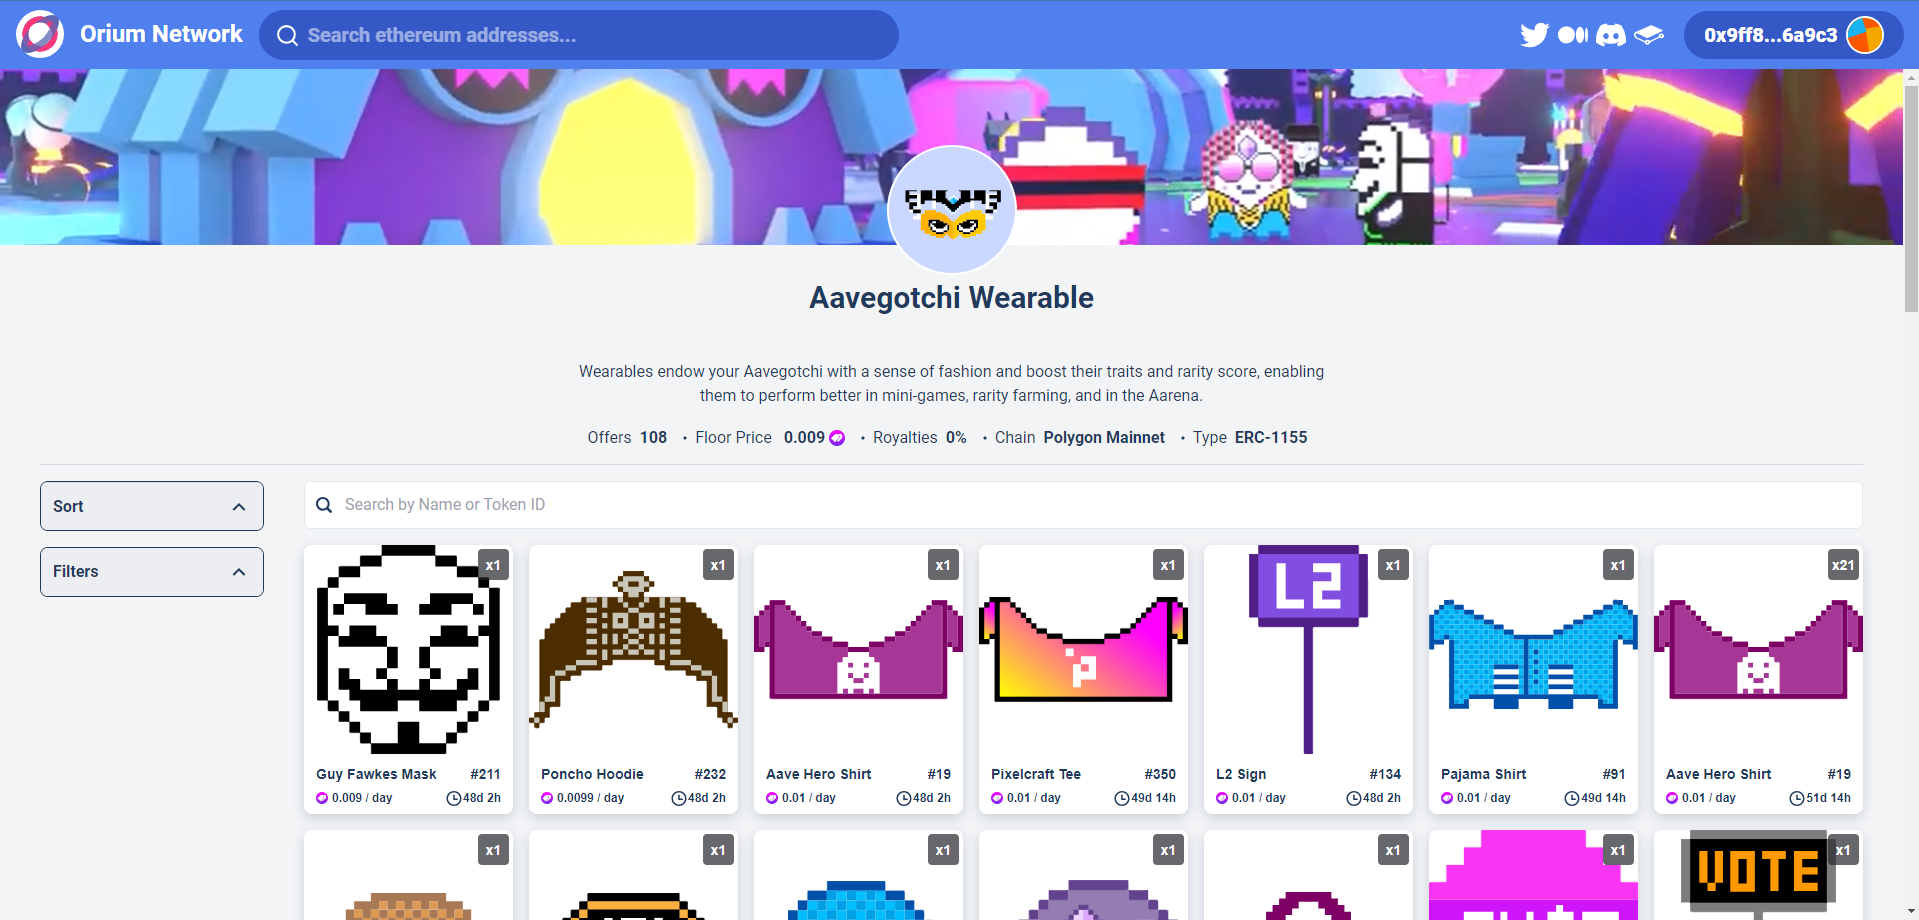 Orium Network
Search ethereum addresses...
0x9ff8...6a9c3
Aavegotchi Wearable
Wearables endow your Aavegotchi with a sense of fashion and boost their traits and rarity score, enabling
them to perform better in mini-games, rarity farming, and in the Aarena.
Offers 108 • Floor Price 0.009 • Royalties 0% • Chain Polygon Mainnet • Type ERC-1155
Sort
Search by Name or Token ID
Filters
x1 x1 x1 x1 x1 x1 x21
L2
p
Guy Fawkes Mask #211
0.009 / day 48d 2h
Poncho Hoodie #232
0.0099 / day 48d 2h
Aave Hero Shirt #19
0.01 / day 48d 2h
Pixelcraft Tee #350
0.01 / day 49d 14h
L2 Sign #134
0.01 / day 48d 2h
Pajama Shirt #91
0.01 / day 49d 14h
Aave Hero Shirt #19
0.01 / day 51d 14h
x1 x1 x1 x1 x1 x1 x1
VOTE